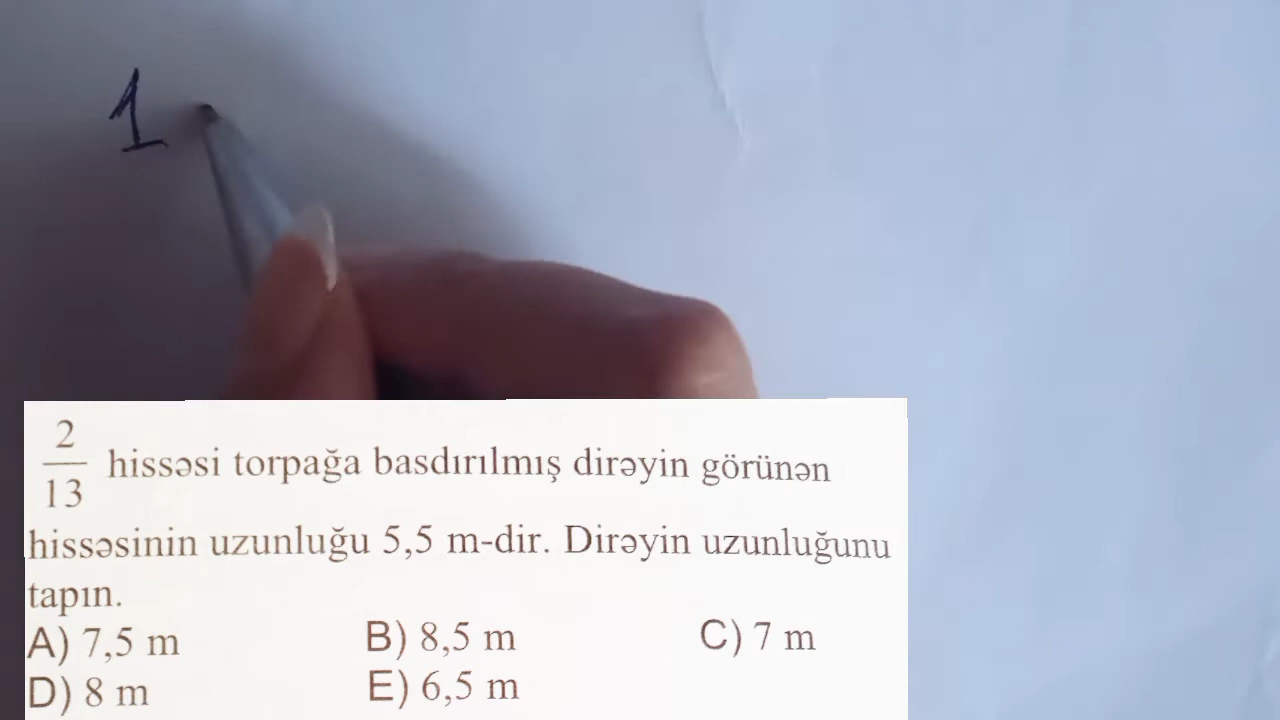 1
2/13 hissəsi torpağa basdırılmış dirəyin görünən
hissəsinin uzunluğu 5,5 m-dir. Dirəyin uzunluğunu
tapın.
A) 7,5 m B) 8,5 m C) 7 m
D) 8 m E) 6,5 m